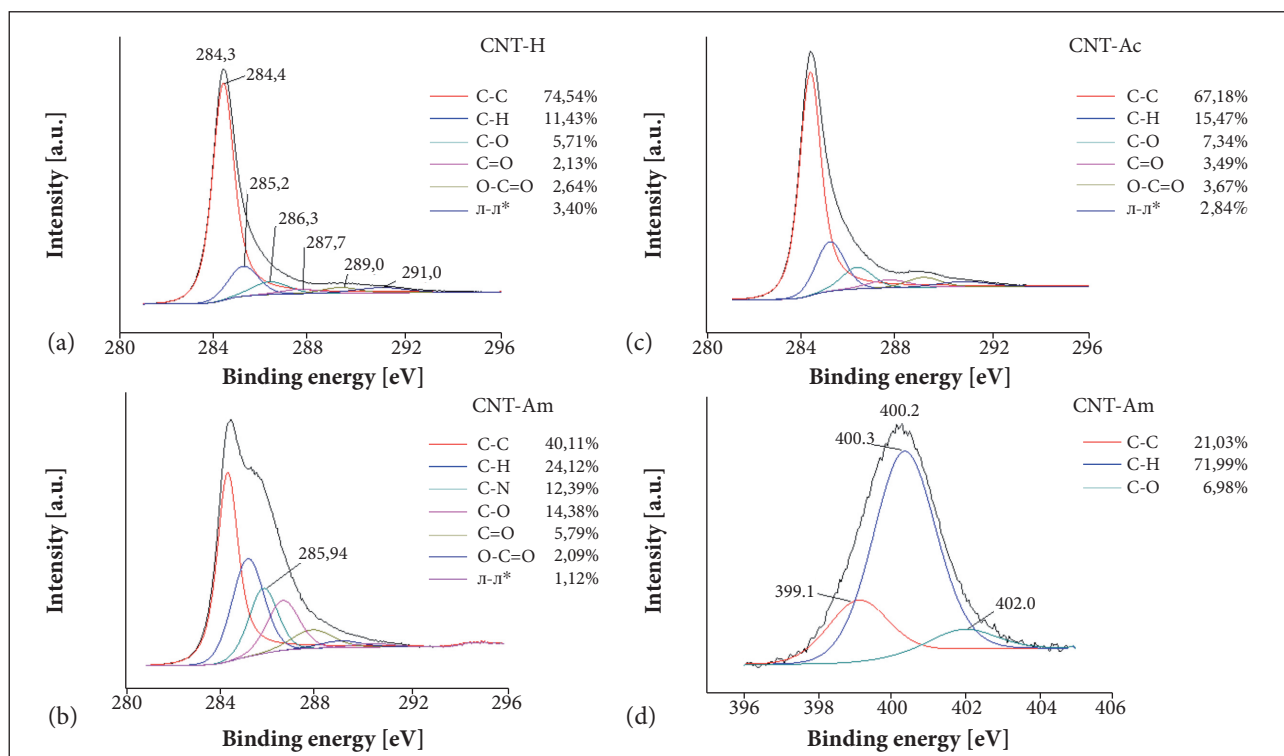 CNT-H
284,3
284,4
C-C 74,54%
C-H 11,43%
C-O 5,71%
C=O 2,13%
O-C=O 2,64%
л-л* 3,40%
285,2
286,3
287,7
289,0
291,0
Intensity [a.u.]
(a)
280 284 288 292 296
Binding energy [eV]
CNT-Ac
C-C 67,18%
C-H 15,47%
C-O 7,34%
C=O 3,49%
O-C=O 3,67%
л-л* 2,84%
Intensity [a.u.]
(c)
280 284 288 292 296
Binding energy [eV]
CNT-Am
C-C 40,11%
C-H 24,12%
C-N 12,39%
C-O 14,38%
C=O 5,79%
O-C=O 2,09%
л-л* 1,12%
285,94
Intensity [a.u.]
(b)
280 284 288 292 296
Binding energy [eV]
CNT-Am
400.2
400.3
C-C 21,03%
C-H 71,99%
C-O 6,98%
399.1
402.0
Intensity [a.u.]
(d)
396 398 400 402 404 406
Binding energy [eV]